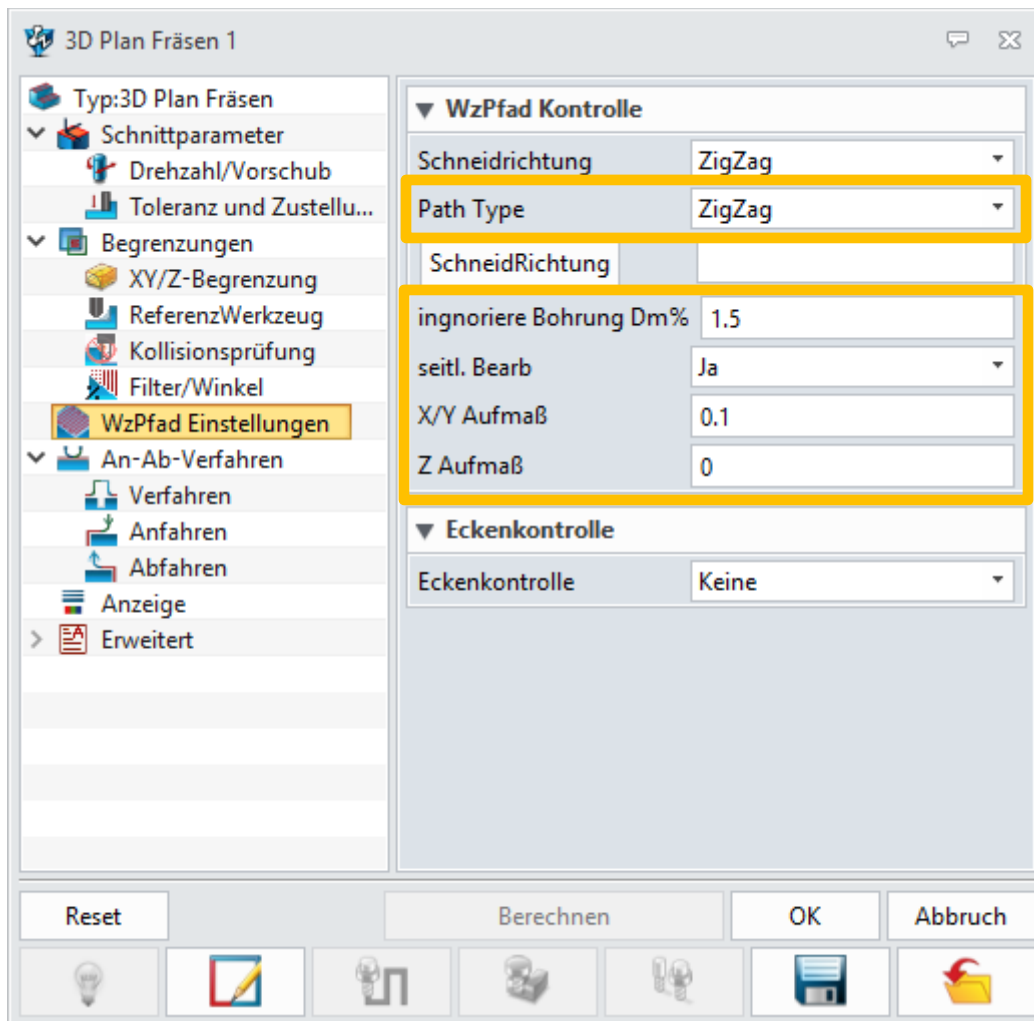 3D Plan Fräsen 1
Typ:3D Plan Fräsen
Schnittparameter
Drehzahl/Vorschub
Toleranz und Zustellu...
Begrenzungen
XY/Z-Begrenzung
ReferenzWerkzeug
Kollisionsprüfung
Filter/Winkel
WzPfad Einstellungen
An-Ab-Verfahren
Verfahren
Anfahren
Abfahren
Anzeige
Erweitert
WzPfad Kontrolle
Schneidrichtung ZigZag
Path Type ZigZag
SchneidRichtung
ingnoriere Bohrung Dm% 1.5
seitl. Bearb Ja
X/Y Aufmaß 0.1
Z Aufmaß 0
Eckenkontrolle
Eckenkontrolle Keine
Reset Berechnen OK Abbruch